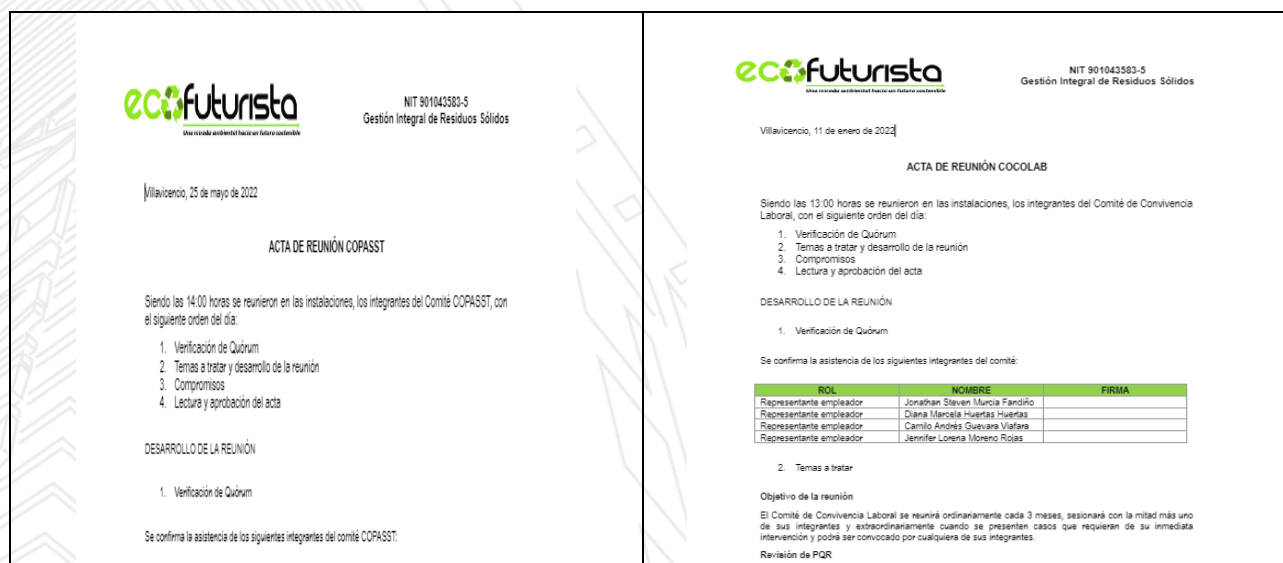 ecofuturista
Una mirada ambiental hacia un futuro sostenible
NIT 901043583-5
Gestión Integral de Residuos Sólidos
Villavicencio, 25 de mayo de 2022
ACTA DE REUNIÓN COPASST
Siendo las 14:00 horas se reunieron en las instalaciones, los integrantes del Comité COPASST, con
el siguiente orden del día:
1. Verificación de Quórum
2. Temas a tratar y desarrollo de la reunión
3. Compromisos
4. Lectura y aprobación del acta
DESARROLLO DE LA REUNIÓN
1. Verificación de Quórum
Se confirma la asistencia de los siguientes integrantes del comité COPASST:
ecofuturista
Una mirada ambiental hacia un futuro sostenible
NIT 901043583-5
Gestión Integral de Residuos Sólidos
Villavicencio, 11 de enero de 2022
ACTA DE REUNIÓN COCOLAB
Siendo las 13:00 horas se reunieron en las instalaciones, los integrantes del Comité de Convivencia
Laboral, con el siguiente orden del día:
1. Verificación de Quórum
2. Temas a tratar y desarrollo de la reunión
3. Compromisos
4. Lectura y aprobación del acta
DESARROLLO DE LA REUNIÓN
1. Verificación de Quórum
Se confirma la asistencia de los siguientes integrantes del comité:
ROL NOMBRE FIRMA
Representante empleador Jonathan Steven Murcia Fandiño
Representante empleador Diana Marcela Huertas Huertas
Representante empleador Camilo Andrés Guevara Viafara
Representante empleador Jennifer Lorena Moreno Rojas
2. Temas a tratar
Objetivo de la reunión
El Comité de Convivencia Laboral se reunirá ordinariamente cada 3 meses, sesionará con la mitad más uno
de sus integrantes y extraordinariamente cuando se presenten casos que requieran de su inmediata
intervención y podrá ser convocado por cualquiera de sus integrantes.
Revisión de PQR